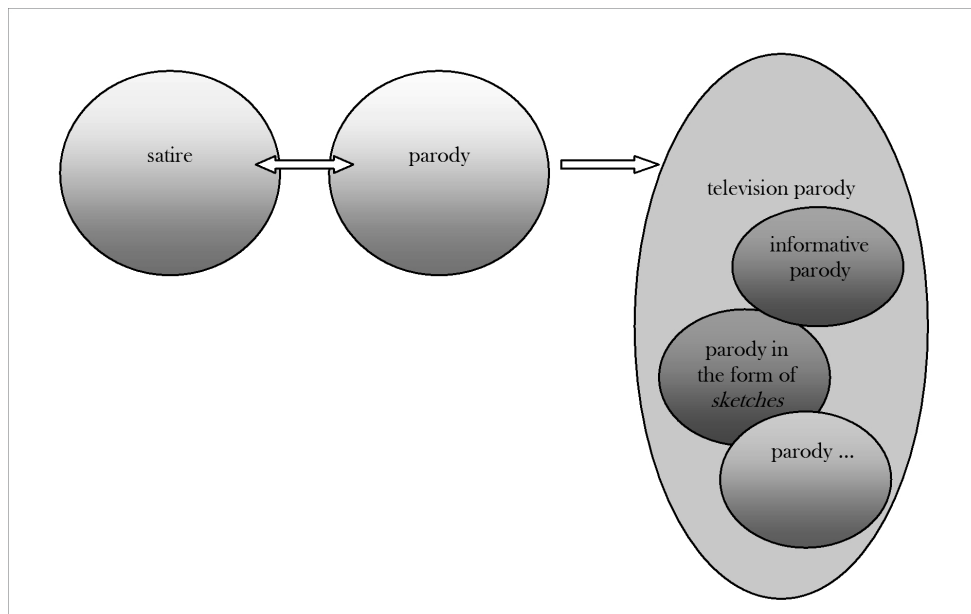 satire
parody
television parody
informative
parody
parody in
the form of
sketches
parody ...